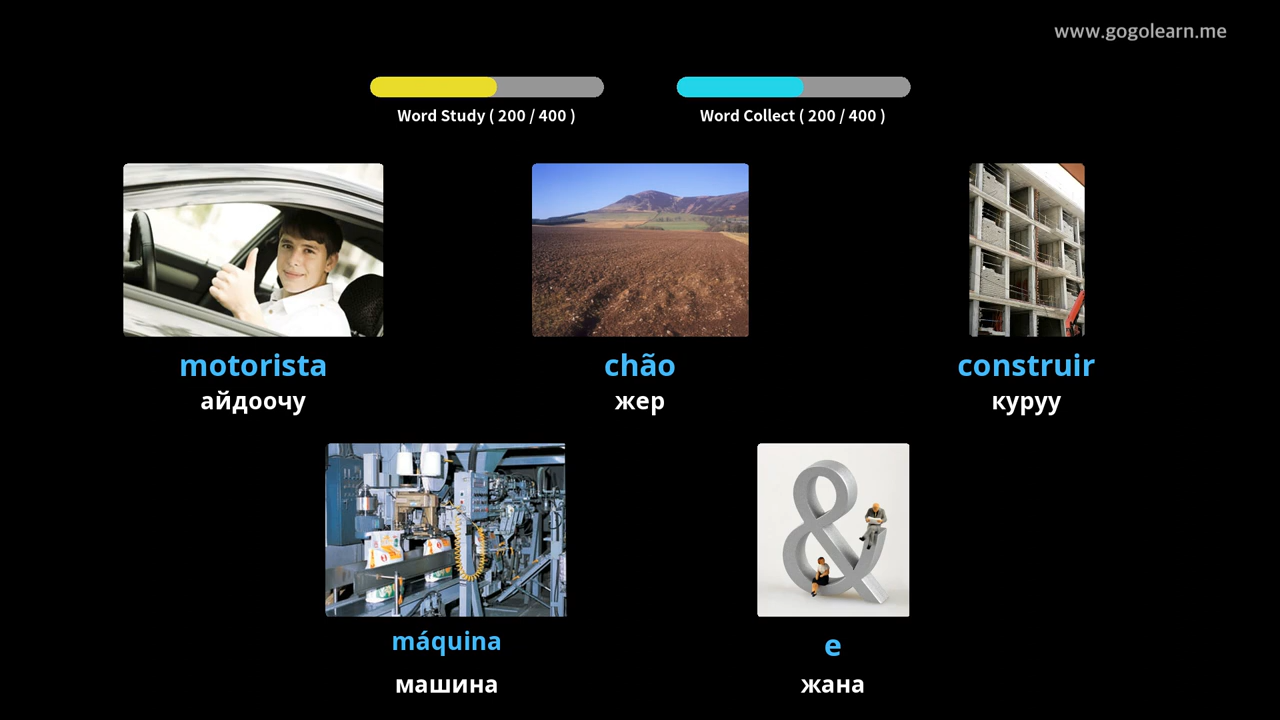 www.gogolearn.me
Word Study ( 200 / 400 )
Word Collect ( 200 / 400 )
motorista
айдоочу
chão
жер
construir
куруу
máquina
машина
&
e
жана